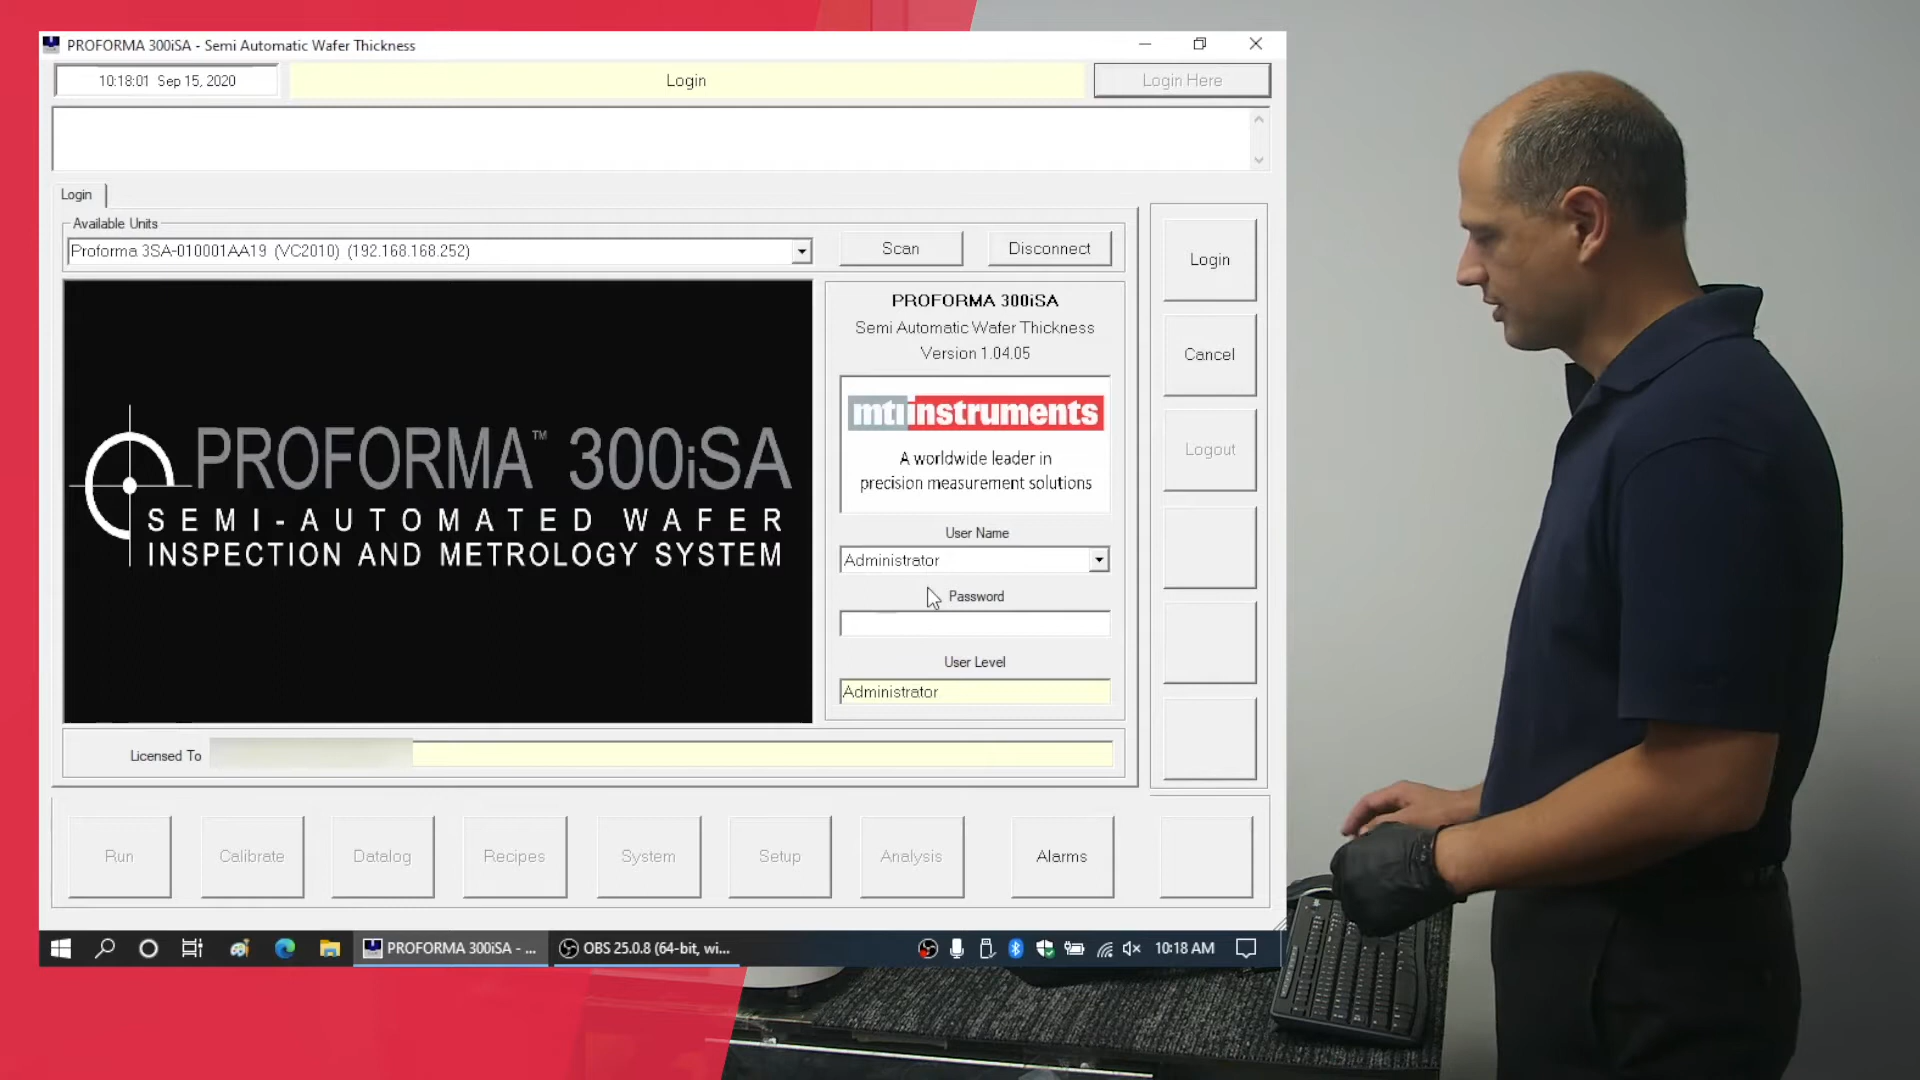 PROFORMA 300iSA - Semi Automatic Wafer Thickness
10:18:01 Sep 15, 2020
Login
Login Here
Login
Available Units
Proforma 3SA-010001AA19 (VC2010) (192.168.168.252)
Scan
Disconnect
Login
Cancel
Logout
PROFORMA™ 300iSA
SEMI-AUTOMATED WAFER
INSPECTION AND METROLOGY SYSTEM
PROFORMA 300iSA
Semi Automatic Wafer Thickness
Version 1.04.05
mtiinstruments
A worldwide leader in
precision measurement solutions
User Name
Administrator
Password
User Level
Administrator
Licensed To
Run
Calibrate
Datalog
Recipes
System
Setup
Analysis
Alarms
PROFORMA 300iSA - ...
OBS 25.0.8 (64-bit, wi...
10:18 AM